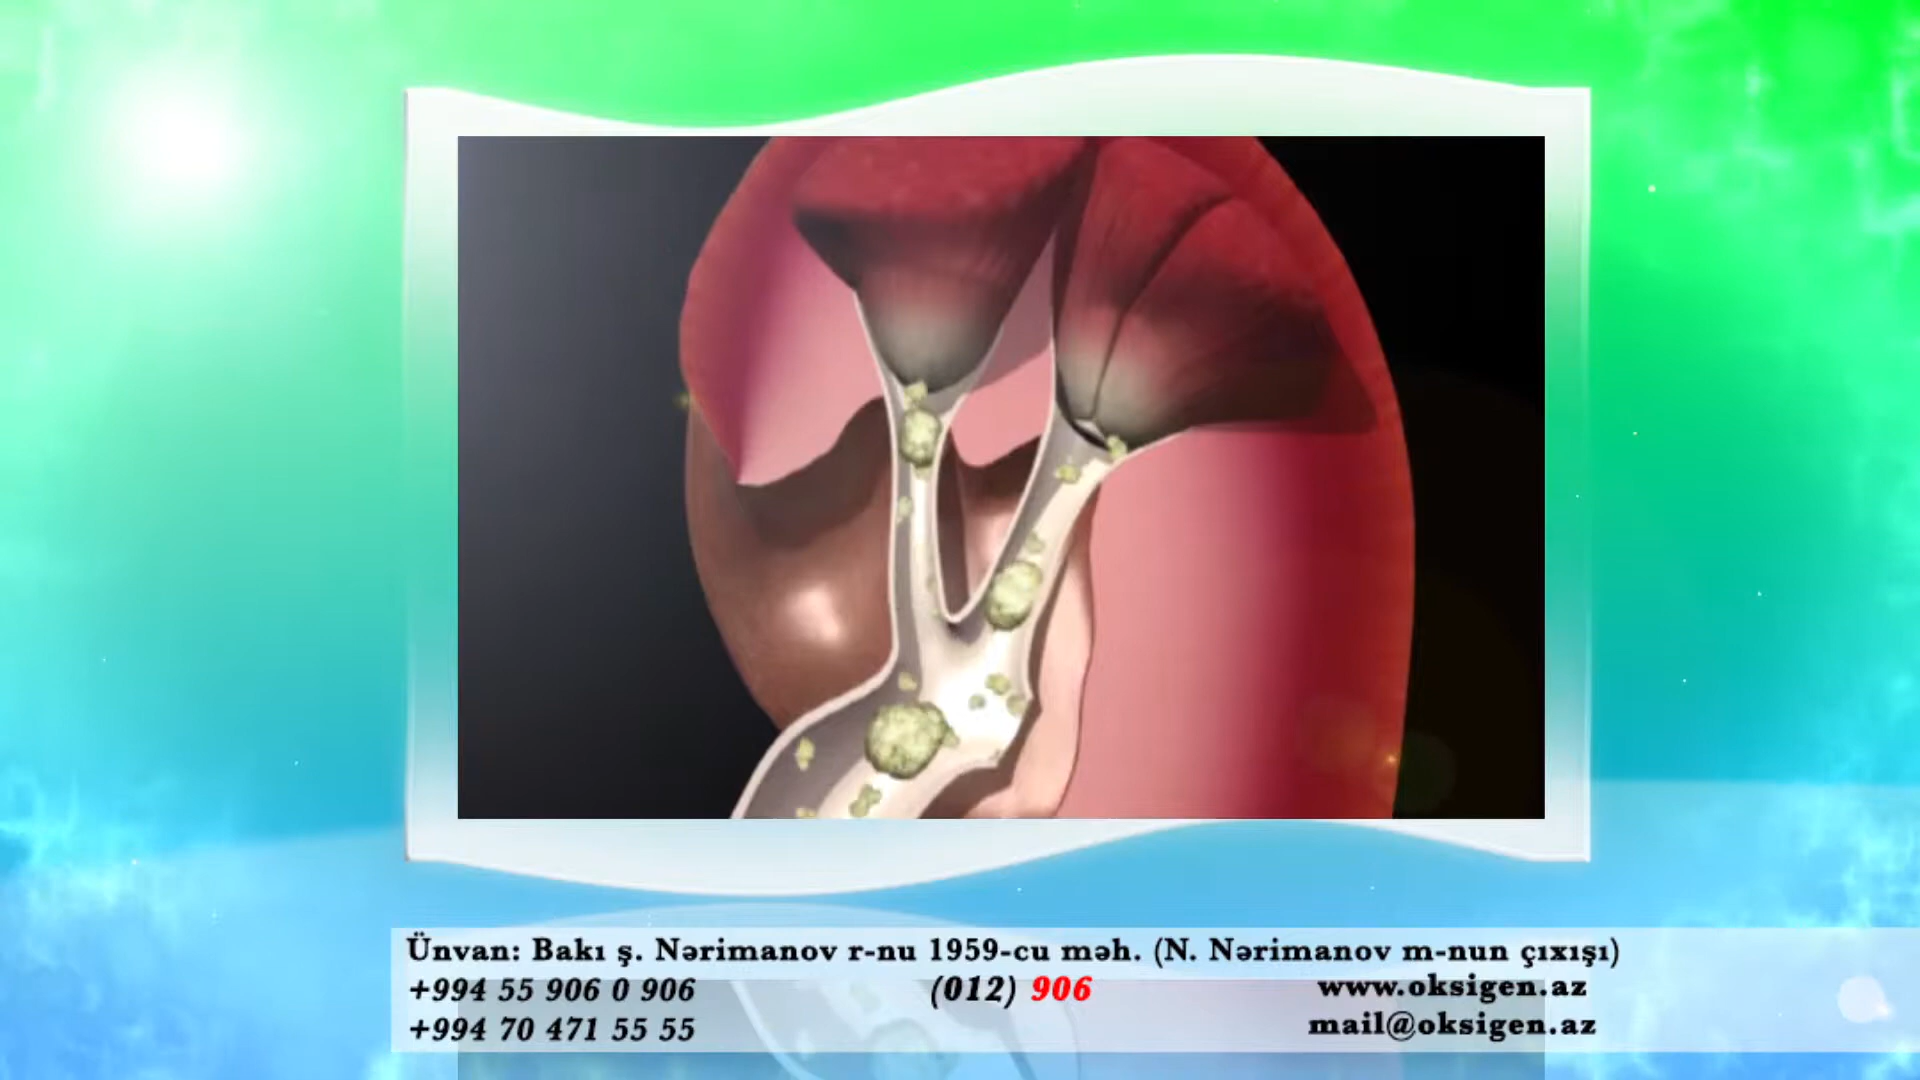 Ünvan: Bakı ş. Nərimanov r-nu 1959-cu məh. (N. Nərimanov m-nun çıxışı)
+994 55 906 0 906 (012) 906 www.oksigen.az
+994 70 471 55 55 mail@oksigen.az